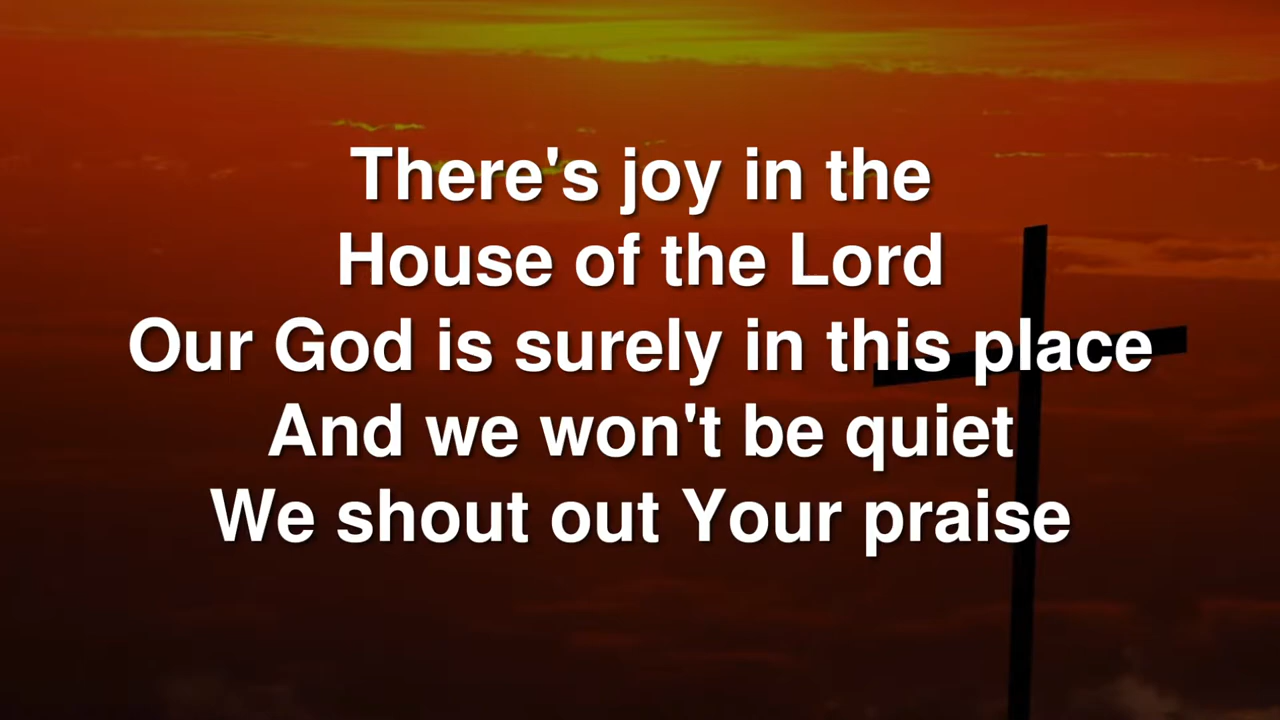 There's joy in the
House of the Lord
Our God is surely in this place
And we won't be quiet
We shout out Your praise